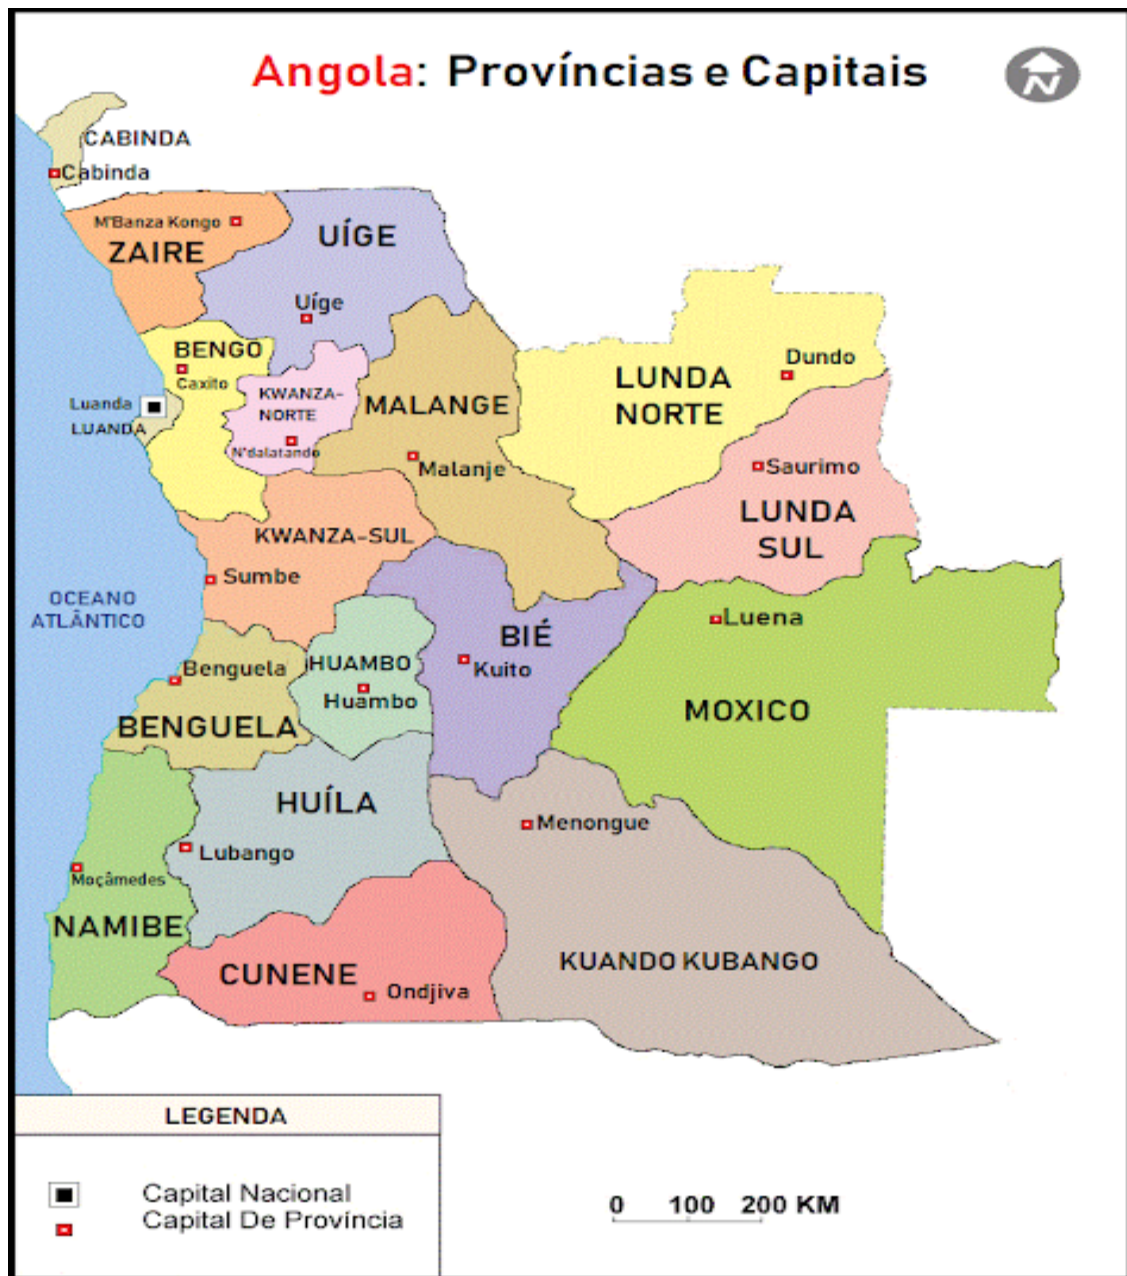 Angola: Províncias e Capitais
N
CABINDA
Cabinda
M'Banza Kongo
ZAIRE
UÍGE
Uíge
BENGO
Caxito
Luanda
LUANDA
KWANZA-
NORTE
N'dalatando
MALANGE
Malanje
LUNDA
NORTE
Dundo
Saurimo
LUNDA
SUL
KWANZA-SUL
Sumbe
OCEANO
ATLÂNTICO
BIÉ
Kuito
Luena
MOXICO
HUAMBO
Huambo
Benguela
BENGUELA
HUÍLA
Lubango
Menongue
Moçâmedes
NAMIBE
CUNENE
Ondjiva
KUANDO KUBANGO
LEGENDA
Capital Nacional
Capital De Província
0 100 200 KM